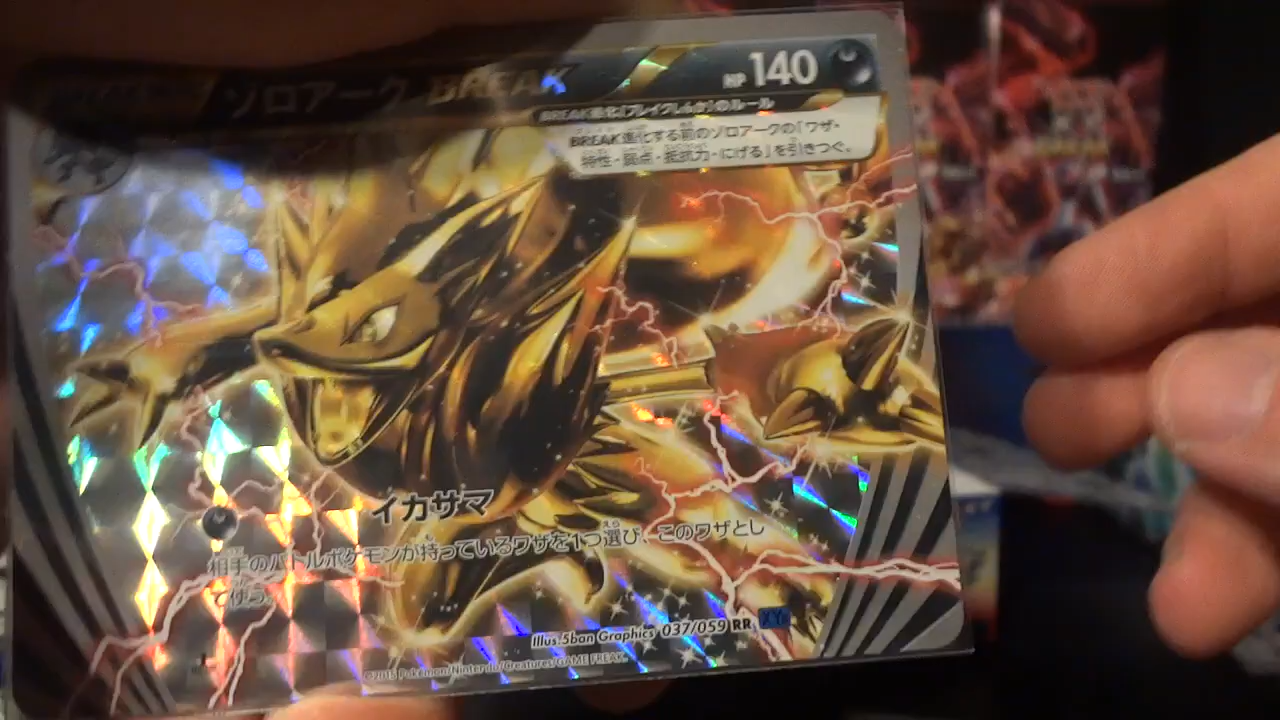 ゾロアーク BREAK
HP 140
BREAK進化[ブレイクしんか]のルール
BREAK進化する前のゾロアークの「ワザ・
特性・弱点・抵抗力・にげる」を引きつぐ。
イカサマ
相手のバトルポケモンが持っているワザを1つ選び、このワザとし
て使う。
Illus. 5ban Graphics 037/059 RR XY
©2015 Pokémon/Nintendo/Creatures/GAME FREAK.